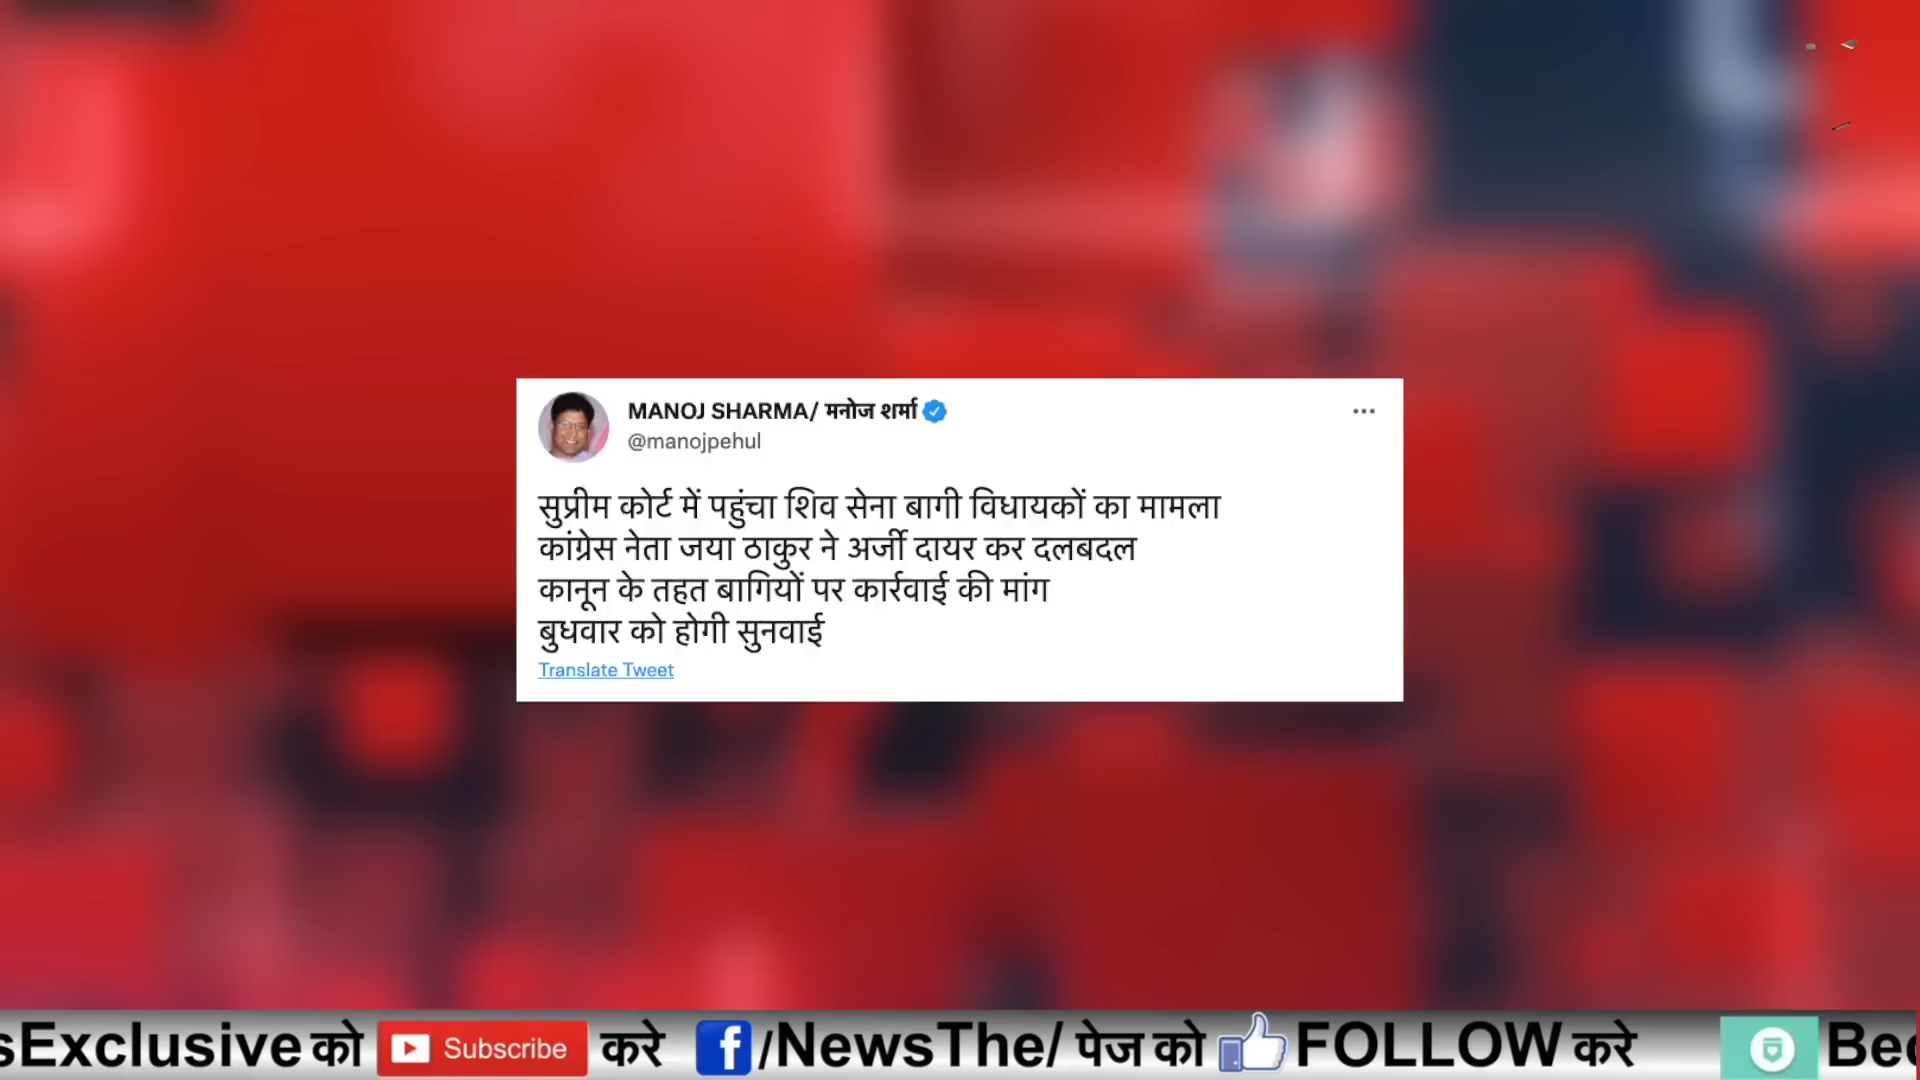 MANOJ SHARMA/ मनोज शर्मा
@manojpehul
सुप्रीम कोर्ट में पहुंचा शिव सेना बागी विधायकों का मामला
कांग्रेस नेता जया ठाकुर ने अर्जी दायर कर दलबदल
कानून के तहत बागियों पर कार्रवाई की मांग
बुधवार को होगी सुनवाई
Translate Tweet
sExclusive को Subscribe करे f/NewsThe/ पेज को FOLLOW करे Bec